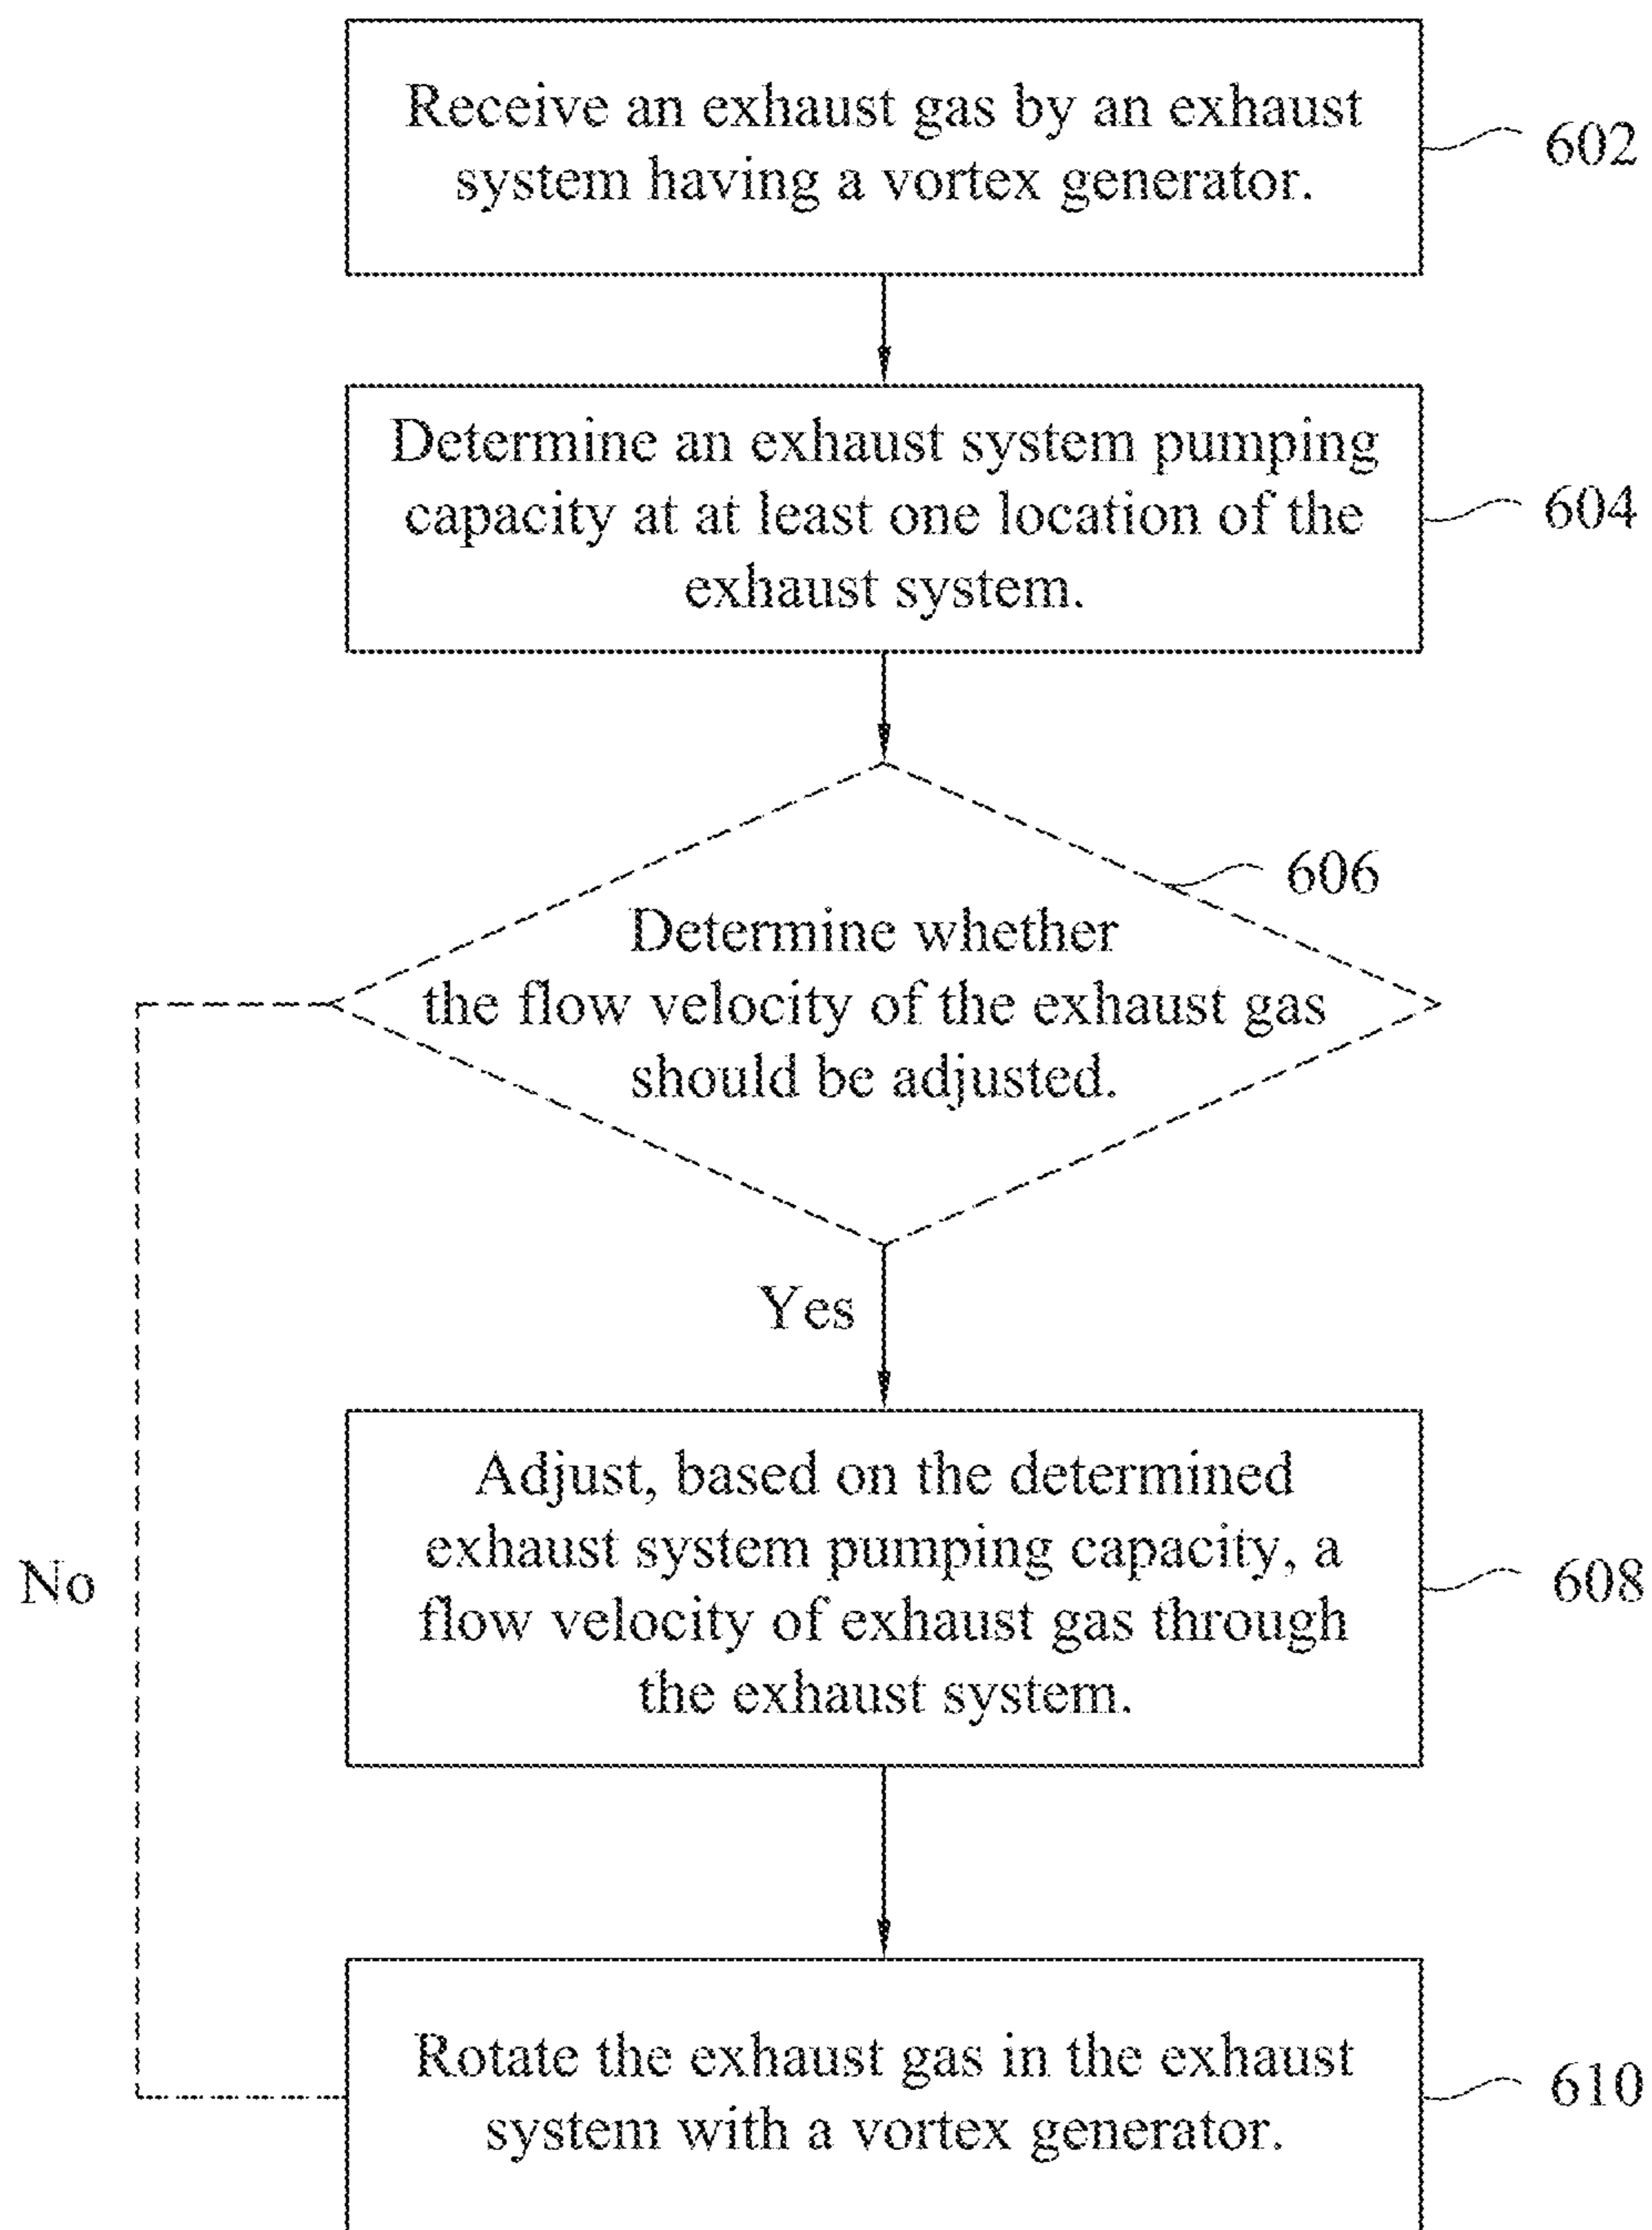 Receive an exhaust gas by an exhaust
system having a vortex generator.
602
Determine an exhaust system pumping
capacity at at least one location of the
exhaust system.
604
606
Determine whether
the flow velocity of the exhaust gas
should be adjusted.
Yes
No
Adjust, based on the determined
exhaust system pumping capacity, a
flow velocity of exhaust gas through
the exhaust system.
608
Rotate the exhaust gas in the exhaust
system with a vortex generator.
610